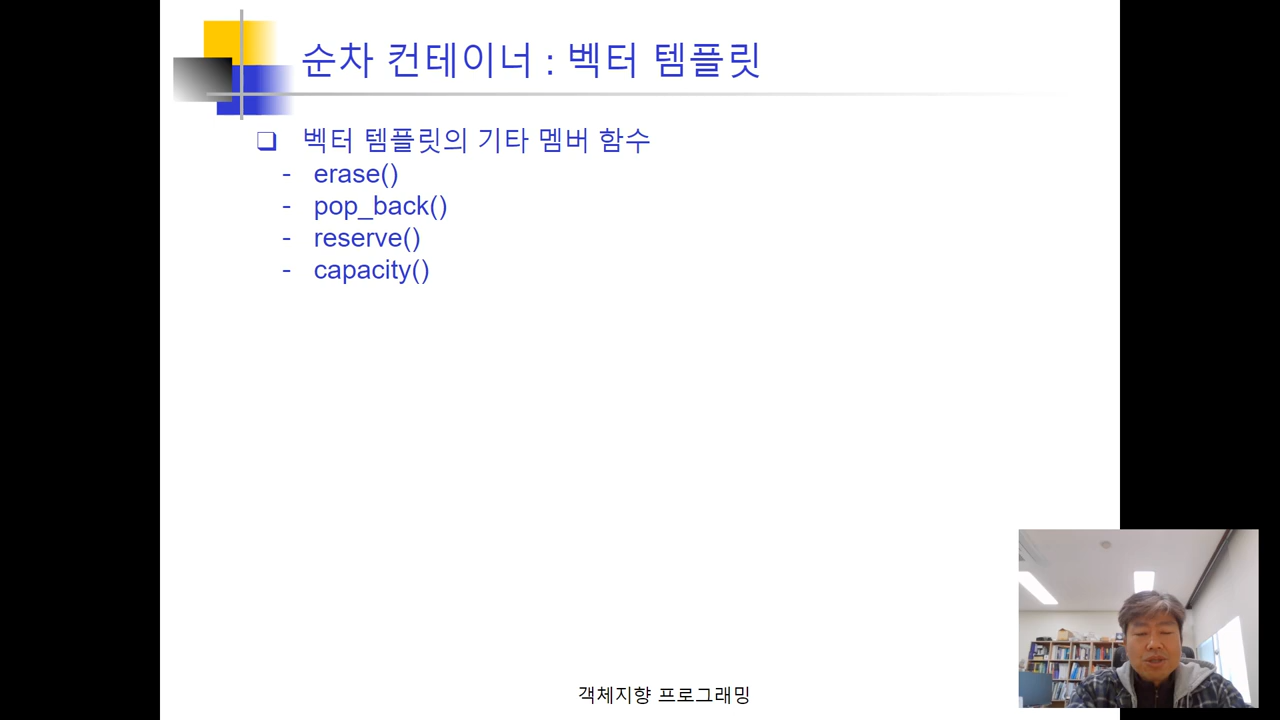 순차 컨테이너 : 벡터 템플릿
❑ 벡터 템플릿의 기타 멤버 함수
- erase()
- pop_back()
- reserve()
- capacity()
객체지향 프로그래밍